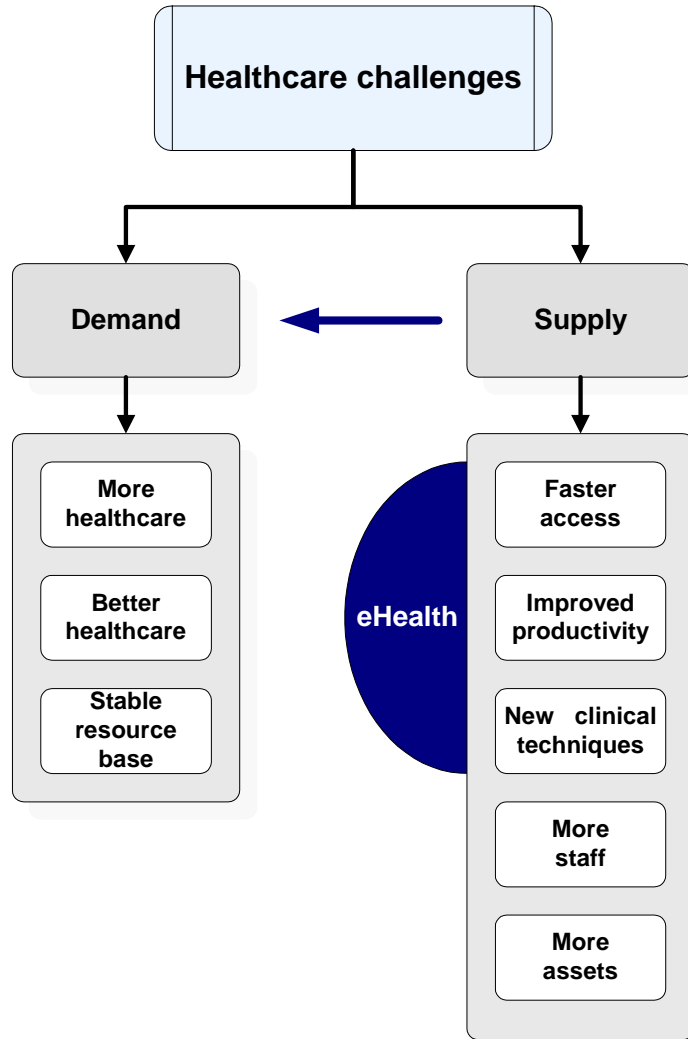 Healthcare challenges
Demand
Supply
More
healthcare
Better
healthcare
Stable
resource
base
eHealth
Faster
access
Improved
productivity
New clinical
techniques
More
staff
More
assets